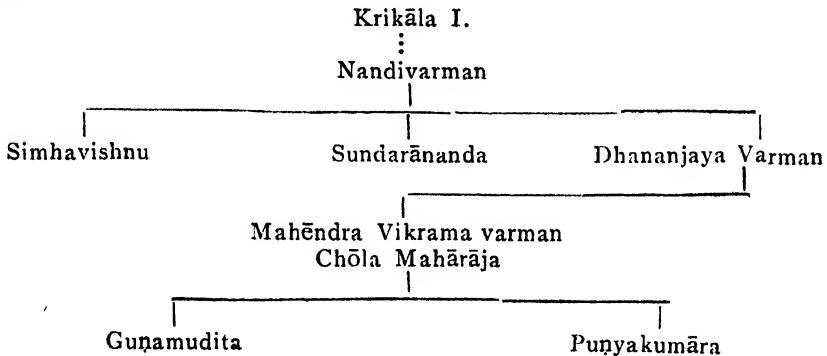 Krikāla I.
Nandivarman
Simhavishnu Sundarānanda Dhananjaya Varman
Mahēndra Vikrama varman
Chōla Mahārāja
Guṇamudita Puṇyakumāra